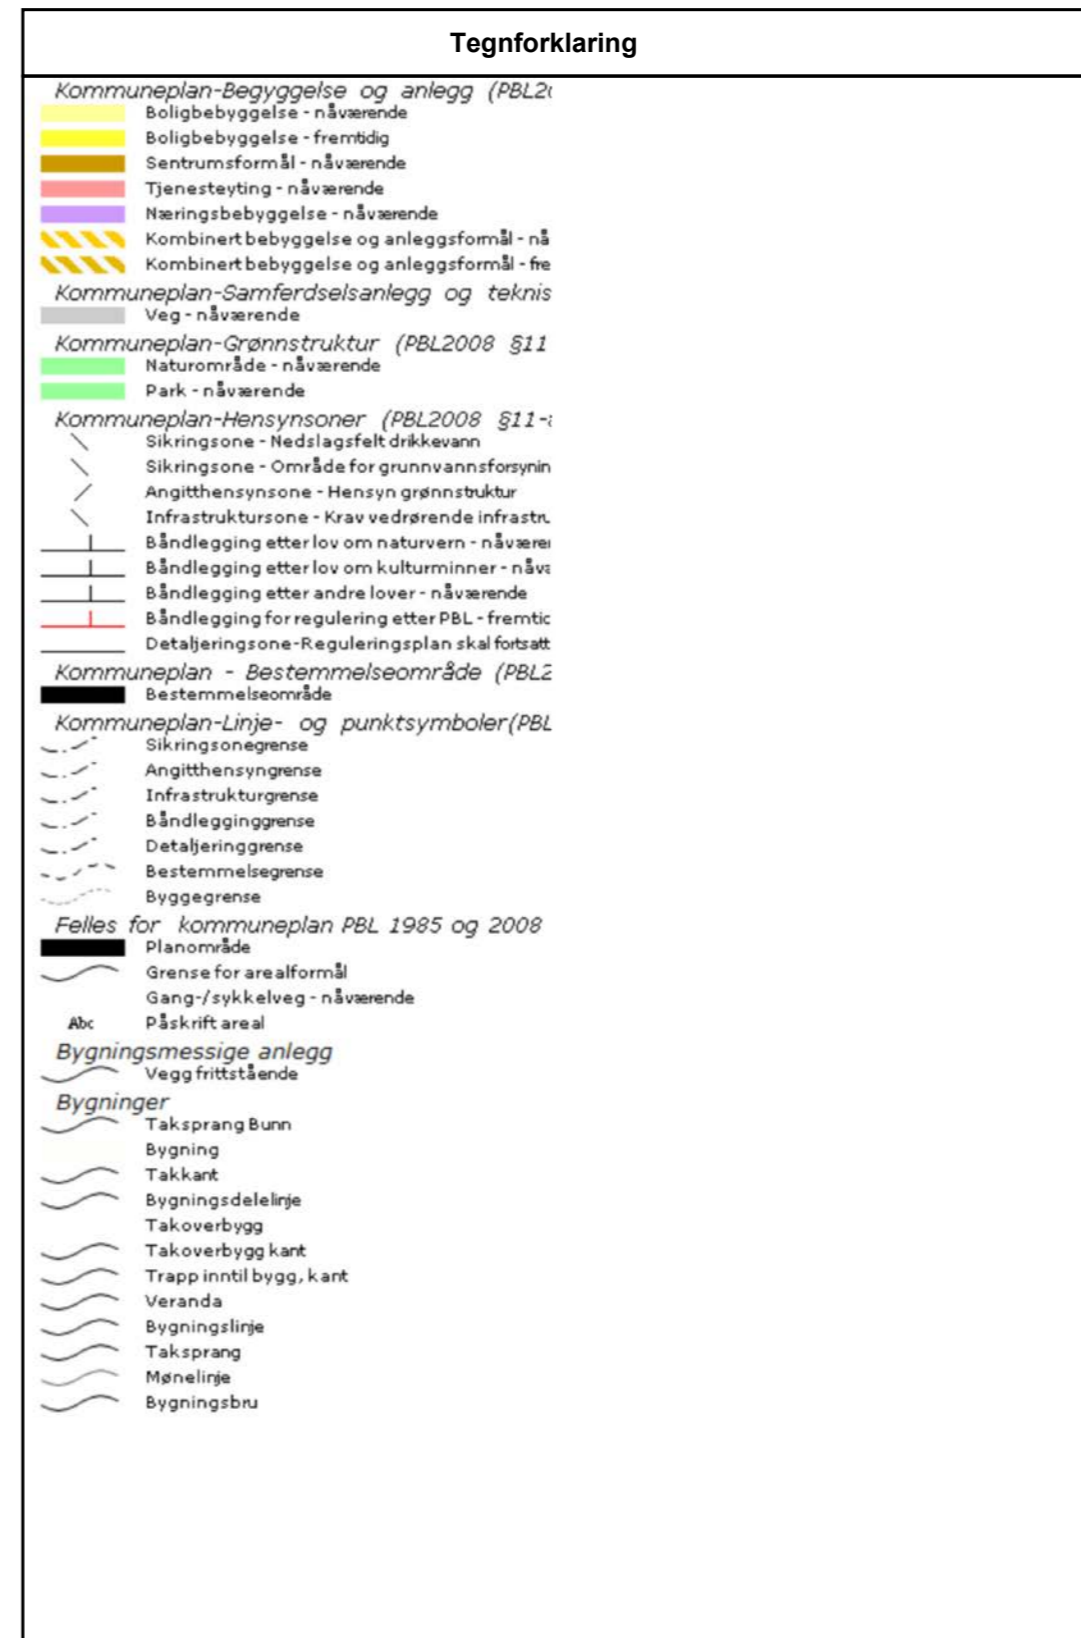 Tegnforklaring
Kommuneplan-Begyggelse og anlegg (PBL20
Boligbebyggelse - nåværende
Boligbebyggelse - fremtidig
Sentrumsformål - nåværende
Tjenesteyting - nåværende
Næringsbebyggelse - nåværende
Kombinert bebyggelse og anleggsformål - nå
Kombinert bebyggelse og anleggsformål - fre
Kommuneplan-Samferdselsanlegg og teknis
Veg - nåværende
Kommuneplan-Grønnstruktur (PBL2008 §11
Naturområde - nåværende
Park - nåværende
Kommuneplan-Hensynsoner (PBL2008 §11-
Sikringsone - Nedslagsfelt drikkevann
Sikringsone - Område for grunnvannsforsynin
Angitthensynsone - Hensyn grønnstruktur
Infrastruktursone - Krav vedrørende infrastru
Båndlegging etter lov om naturvern - nåværer
Båndlegging etter lov om kulturminner - nåvæ
Båndlegging etter andre lover - nåværende
Båndlegging for regulering etter PBL - fremtid
Detaljeringsone-Reguleringsplan skal fortsatt
Kommuneplan - Bestemmelseområde (PBL2
Bestemmelseområde
Kommuneplan-Linje- og punktsymboler(PBL
Sikringsonegrense
Angitthensyngrense
Infrastrukturgrense
Båndlegginggrense
Detaljeringgrense
Bestemmelsegrense
Byggegrense
Felles for kommuneplan PBL 1985 og 2008
Planområde
Grense for arealformål
Gang-/sykkelveg - nåværende
Abc Påskrift areal
Bygningsmessige anlegg
Vegg frittstående
Bygninger
Taksprang Bunn
Bygning
Takkant
Bygningsdelelinje
Takoverbygg
Takoverbygg kant
Trapp inntil bygg, kant
Veranda
Bygningslinje
Taksprang
Mønelinje
Bygningsbru